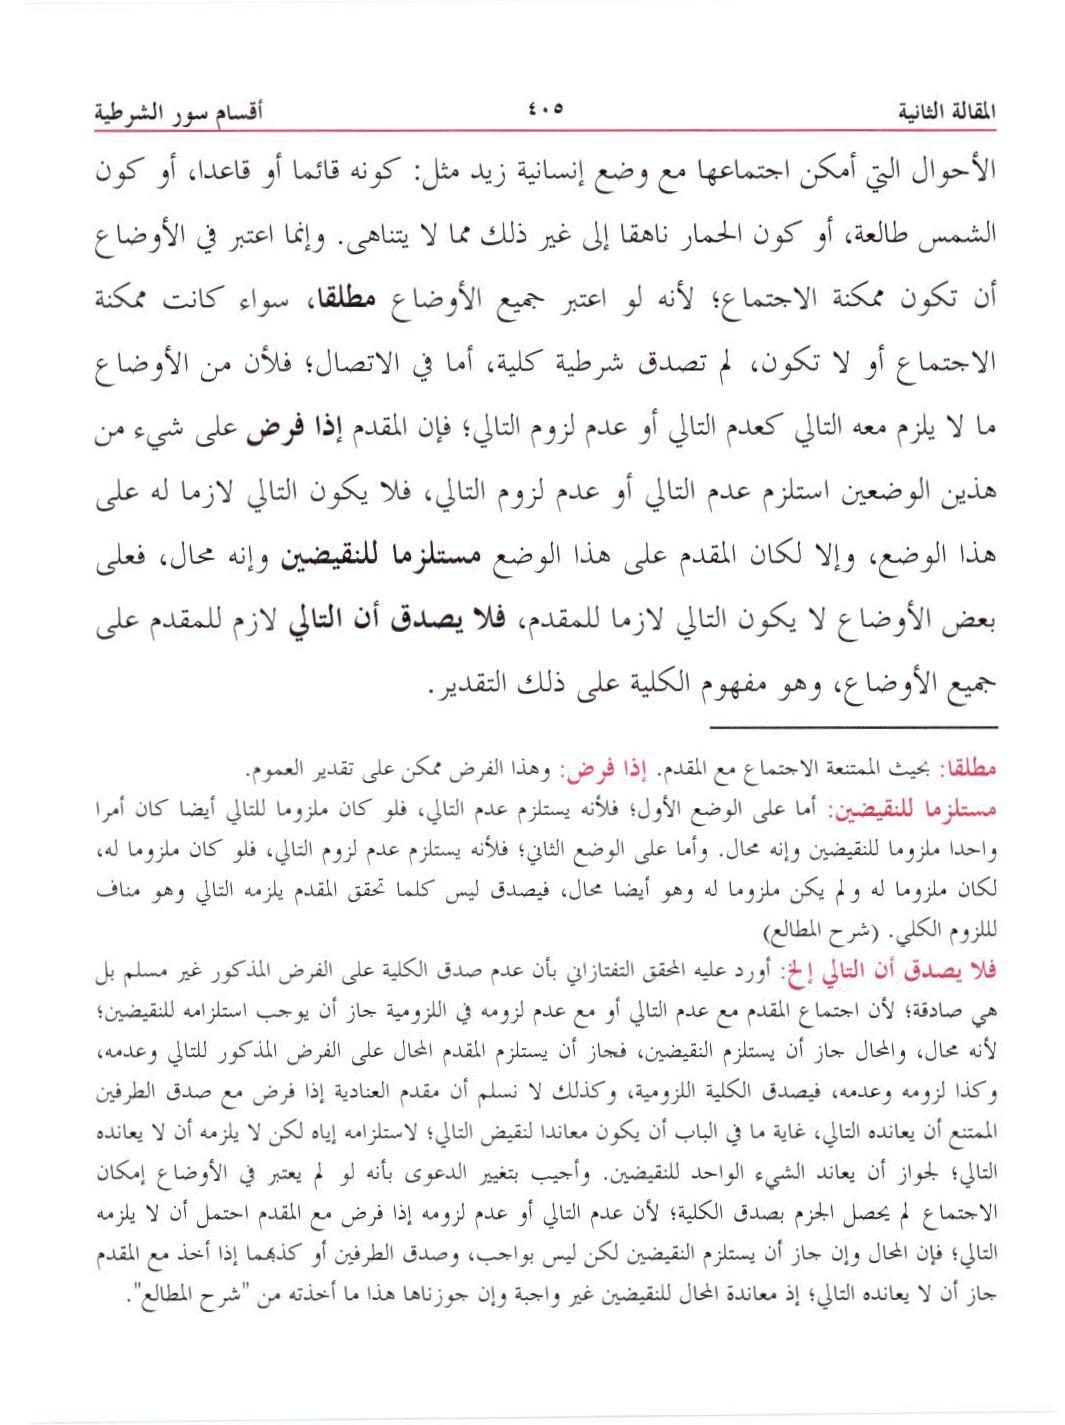 المقالة الثانية ٤٠٥ أقسام سور الشرطية
الأحوال التي أمكن اجتماعها مع وضع إنسانية زيد مثل: كونه قائما أو قاعدا، أو كون
الشمس طالعة، أو كون الحمار ناهقا إلى غير ذلك مما لا يتناهى. وإنما اعتبر في الأوضاع
أن تكون ممكنة الاجتماع؛ لأنه لو اعتبر جميع الأوضاع مطلقا، سواء كانت ممكنة
الاجتماع أو لا تكون، لم تصدق شرطية كلية، أما في الاتصال؛ فلأن من الأوضاع
ما لا يلزم معه التالي كعدم التالي أو عدم لزوم التالي؛ فإن المقدم إذا فرض على شيء من
هذين الوضعين استلزم عدم التالي أو عدم لزوم التالي، فلا يكون التالي لازما له على
هذا الوضع، وإلا لكان المقدم على هذا الوضع مستلزما للنقيضين وإنه محال، فعلى
بعض الأوضاع لا يكون التالي لازما للمقدم، فلا يصدق أن التالي لازم للمقدم على
جميع الأوضاع، وهو مفهوم الكلية على ذلك التقدير.
مطلقا: بحيث الممتنعة الاجتماع مع المقدم. إذا فرض: وهذا الفرض ممكن على تقدير العموم.
مستلزما للنقيضين: أما على الوضع الأول؛ فلأنه يستلزم عدم التالي، فلو كان ملزوما للتالي أيضا كان أمرا
واحدا ملزوما للنقيضين وإنه محال. وأما على الوضع الثاني؛ فلأنه يستلزم عدم لزوم التالي، فلو كان ملزوما له،
لكان ملزوما له ولم يكن ملزوما له وهو أيضا محال، فيصدق ليس كلما تحقق المقدم يلزمه التالي وهو مناف
لللزوم الكلي. (شرح المطالع)
فلا يصدق أن التالي إلخ: أورد عليه المحقق التفتازاني بأن عدم صدق الكلية على الفرض المذكور غير مسلم بل
هي صادقة؛ لأن اجتماع المقدم مع عدم التالي أو مع عدم لزومه في اللزومية جاز أن يوجب استلزامه للنقيضين؛
لأنه محال، والمحال جاز أن يستلزم النقيضين، فجاز أن يستلزم المقدم المحال على الفرض المذكور للتالي وعدمه،
وكذا لزومه وعدمه، فيصدق الكلية اللزومية، وكذلك لا نسلم أن مقدم العنادية إذا فرض مع صدق الطرفين
الممتنع أن يعانده التالي، غاية ما في الباب أن يكون معاندا لنقيض التالي؛ لاستلزامه إياه لكن لا يلزمه أن لا يعانده
التالي؛ لجواز أن يعاند الشيء الواحد للنقيضين. وأجيب بتغيير الدعوى بأنه لو لم يعتبر في الأوضاع إمكان
الاجتماع لم يحصل الجزم بصدق الكلية؛ لأن عدم التالي أو عدم لزومه إذا فرض مع المقدم احتمل أن لا يلزمه
التالي؛ فإن المحال وإن جاز أن يستلزم النقيضين لكن ليس بواجب، وصدق الطرفين أو كذبهما إذا أخذ مع المقدم
جاز أن لا يعانده التالي؛ إذ معاندة المحال للنقيضين غير واجبة وإن جوزناها هذا ما أخذته من "شرح المطالع".